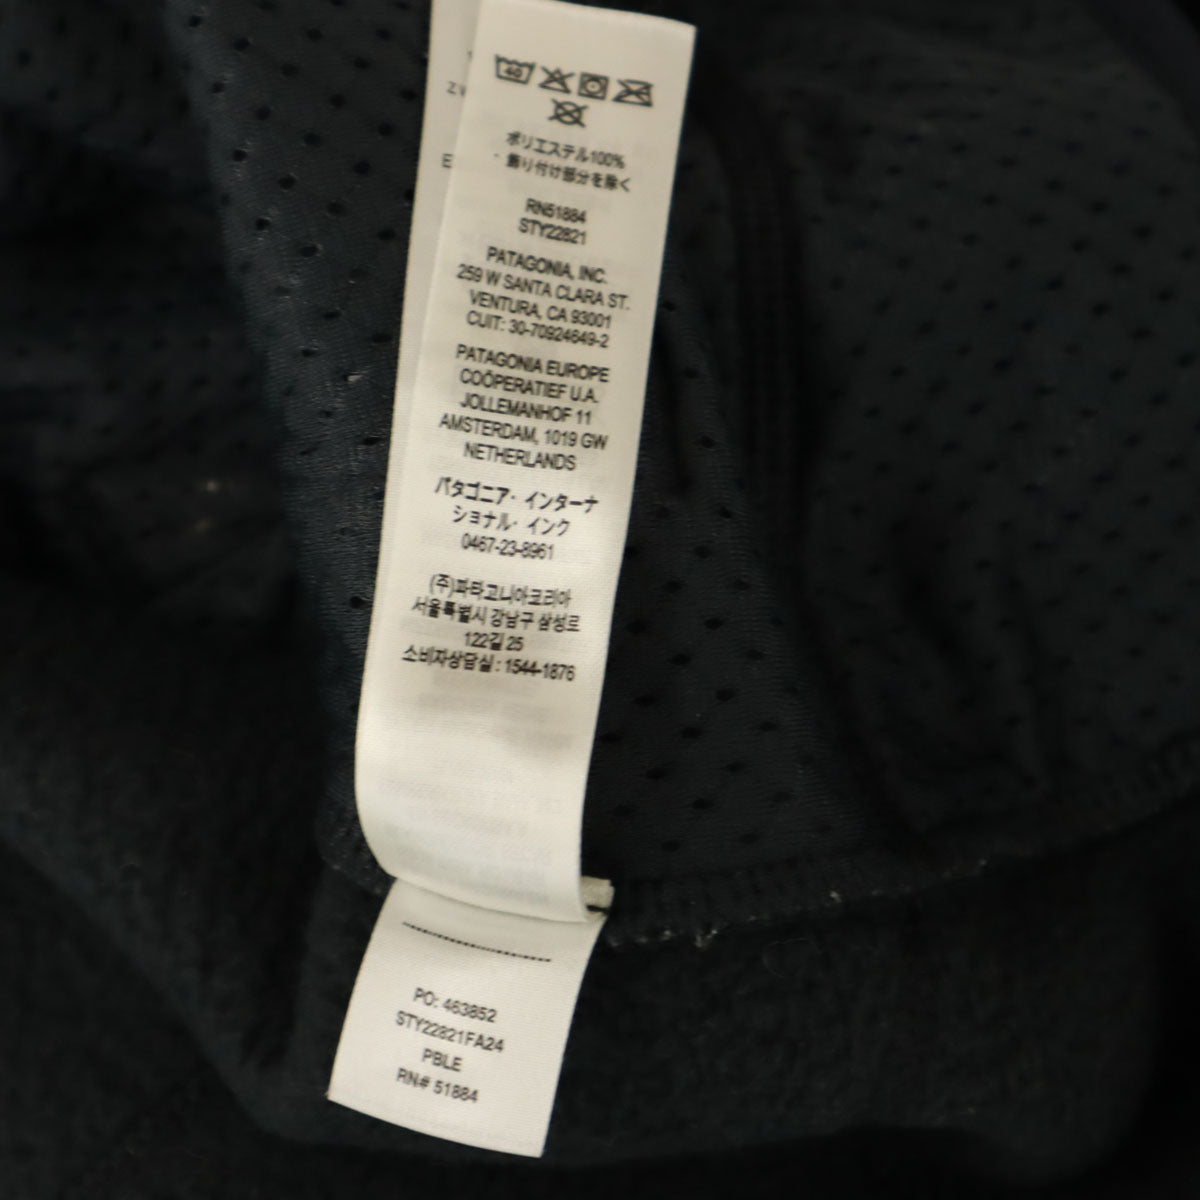 40
ポリエステル100%
・飾り付け部分を除く
RN51884
STY22821
PATAGONIA, INC.
259 W SANTA CLARA ST.
VENTURA, CA 93001
CUIT: 30-70924649-2
PATAGONIA EUROPE
COÖPERATIEF U.A.
JOLLEMANHOF 11
AMSTERDAM, 1019 GW
NETHERLANDS
パタゴニア・インターナ
ショナル・インク
0467-23-8961
(주)파타고니아코리아
서울특별시 강남구 삼성로
122길 25
소비자상담실 : 1544-1876
PO: 463852
STY22821FA24
PBLE
RN# 51884